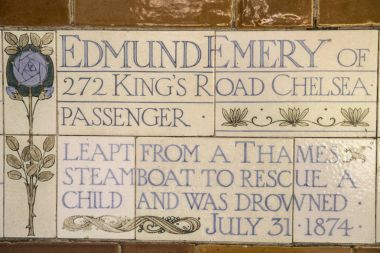 EDMUND EMERY OF
272 KING'S ROAD CHELSEA
PASSENGER ·
LEAPT FROM A THAMES
STEAMBOAT TO RESCUE A
CHILD AND WAS DROWNED ·
JULY 31 · 1874 ·